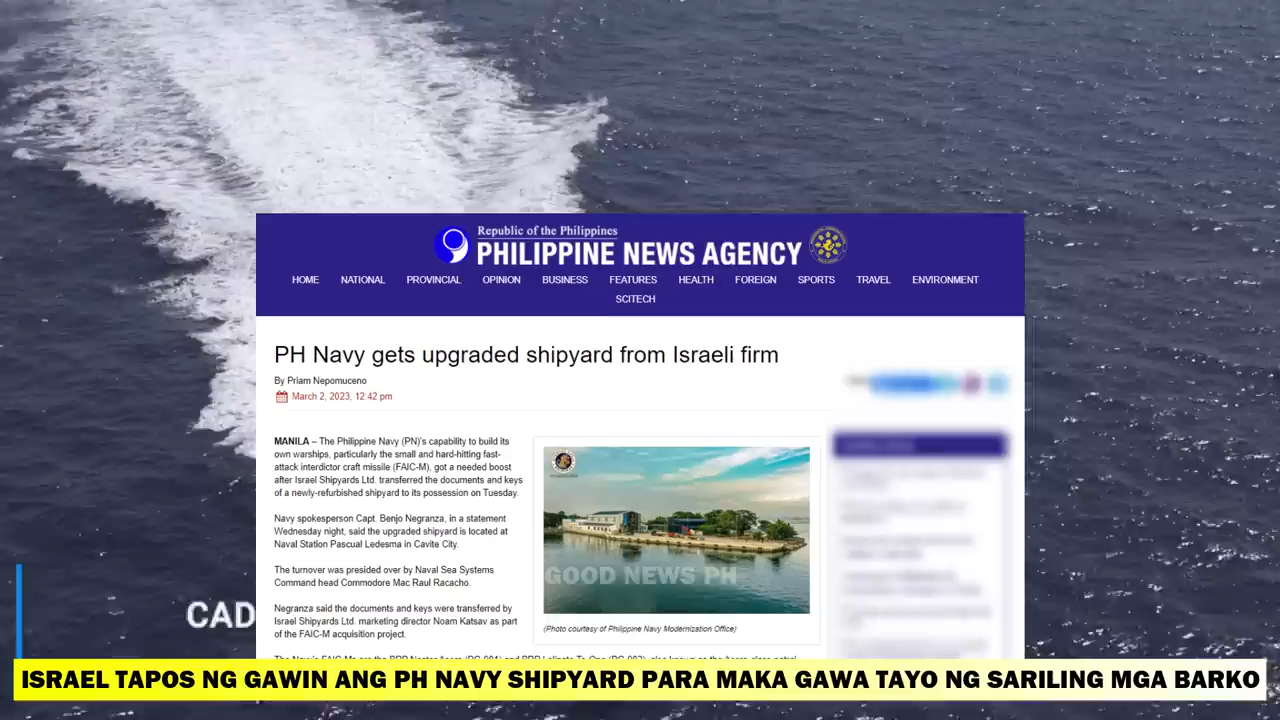 Republic of the Philippines
PHILIPPINE NEWS AGENCY
HOME NATIONAL PROVINCIAL OPINION BUSINESS FEATURES HEALTH FOREIGN SPORTS TRAVEL ENVIRONMENT
SCITECH
PH Navy gets upgraded shipyard from Israeli firm
By Priam Nepomuceno
March 2, 2023, 12:42 pm
MANILA – The Philippine Navy (PN)'s capability to build its
own warships, particularly the small and hard-hitting fast-
attack interdictor craft missile (FAIC-M), got a needed boost
after Israel Shipyards Ltd. transferred the documents and keys
of a newly-refurbished shipyard to its possession on Tuesday.
Navy spokesperson Capt. Benjo Negranza, in a statement
Wednesday night, said the upgraded shipyard is located at
Naval Station Pascual Ledesma in Cavite City.
The turnover was presided over by Naval Sea Systems
Command head Commodore Mac Raul Racacho.
Negranza said the documents and keys were transferred by
Israel Shipyards Ltd. marketing director Noam Katsav as part
of the FAIC-M acquisition project.
GOOD NEWS PH
(Photo courtesy of Philippine Navy Modernization Office)
CAD
ISRAEL TAPOS NG GAWIN ANG PH NAVY SHIPYARD PARA MAKA GAWA TAYO NG SARILING MGA BARKO